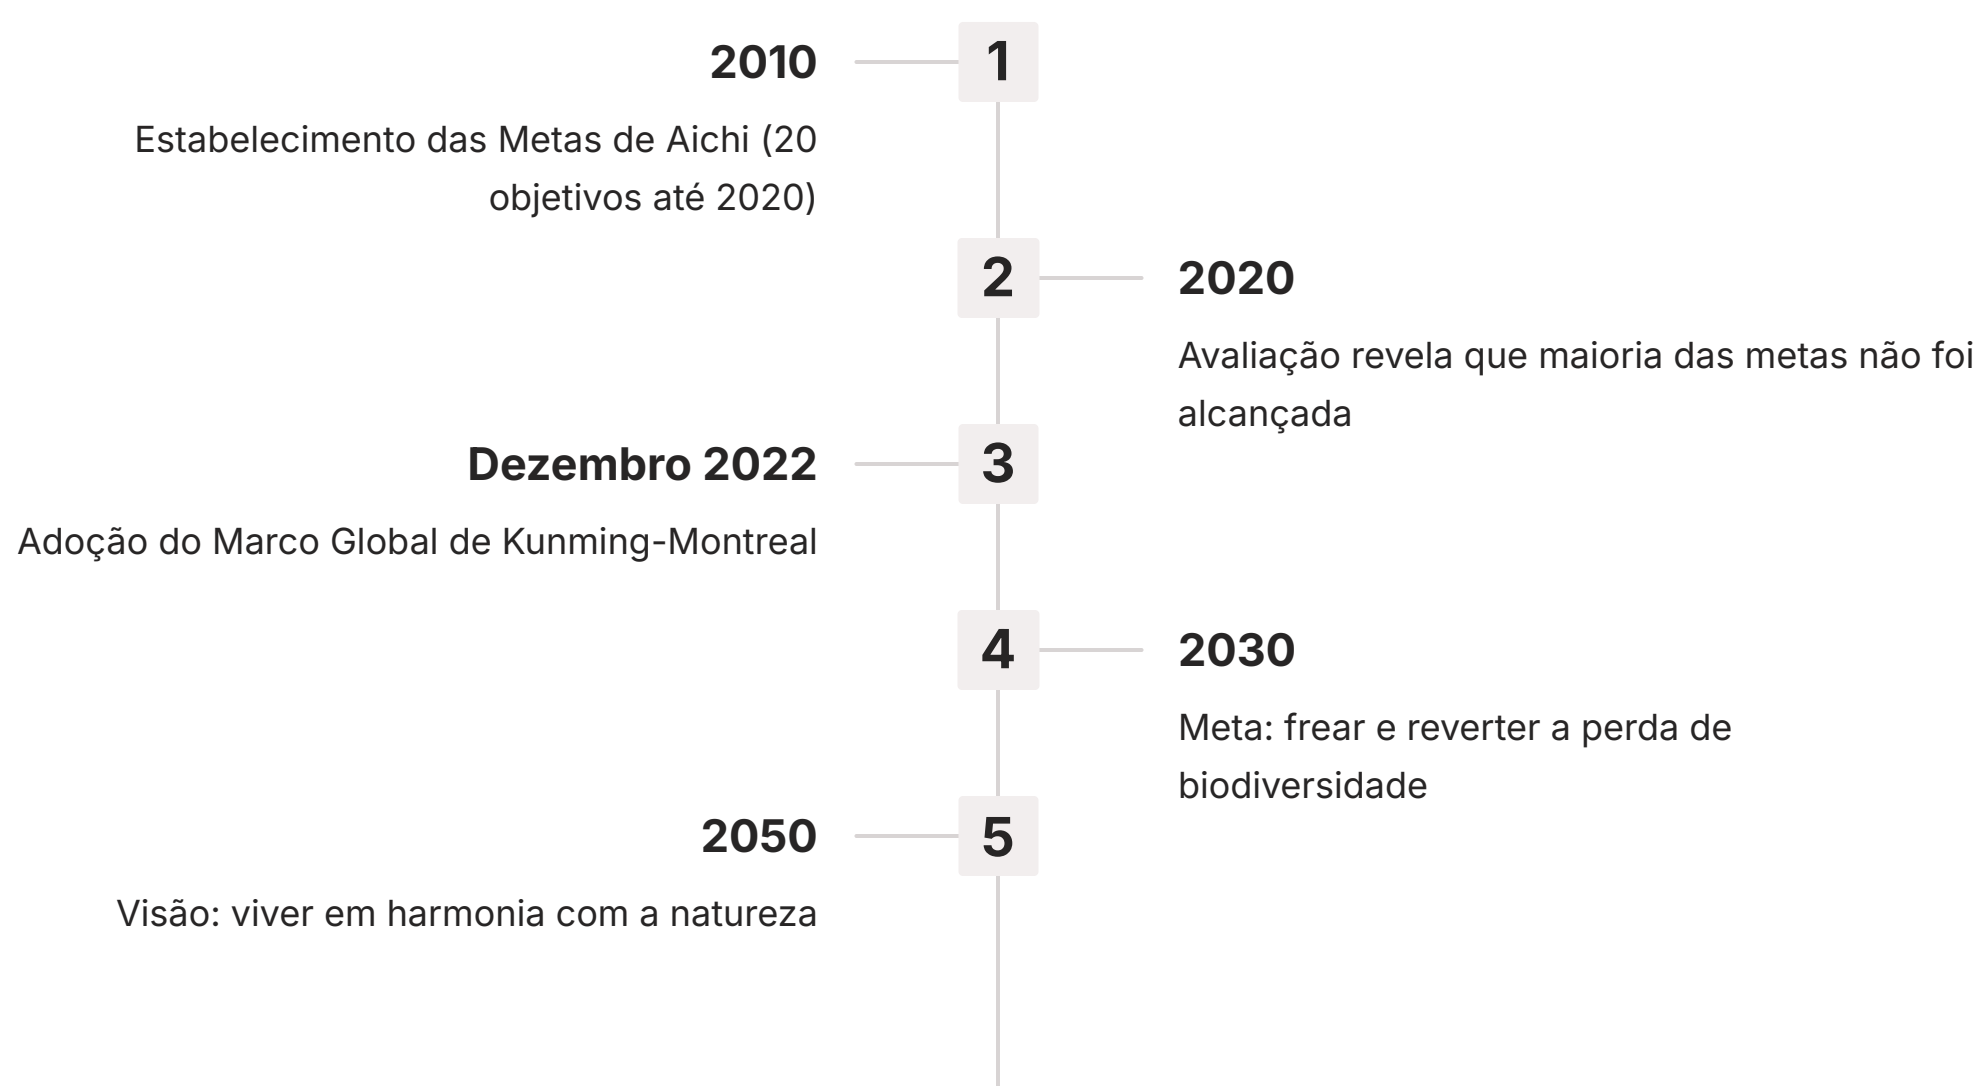 2010
1
Estabelecimento das Metas de Aichi (20
objetivos até 2020)
2
2020
Avaliação revela que maioria das metas não foi
alcançada
Dezembro 2022
3
Adoção do Marco Global de Kunming-Montreal
4
2030
Meta: frear e reverter a perda de
biodiversidade
2050
5
Visão: viver em harmonia com a natureza